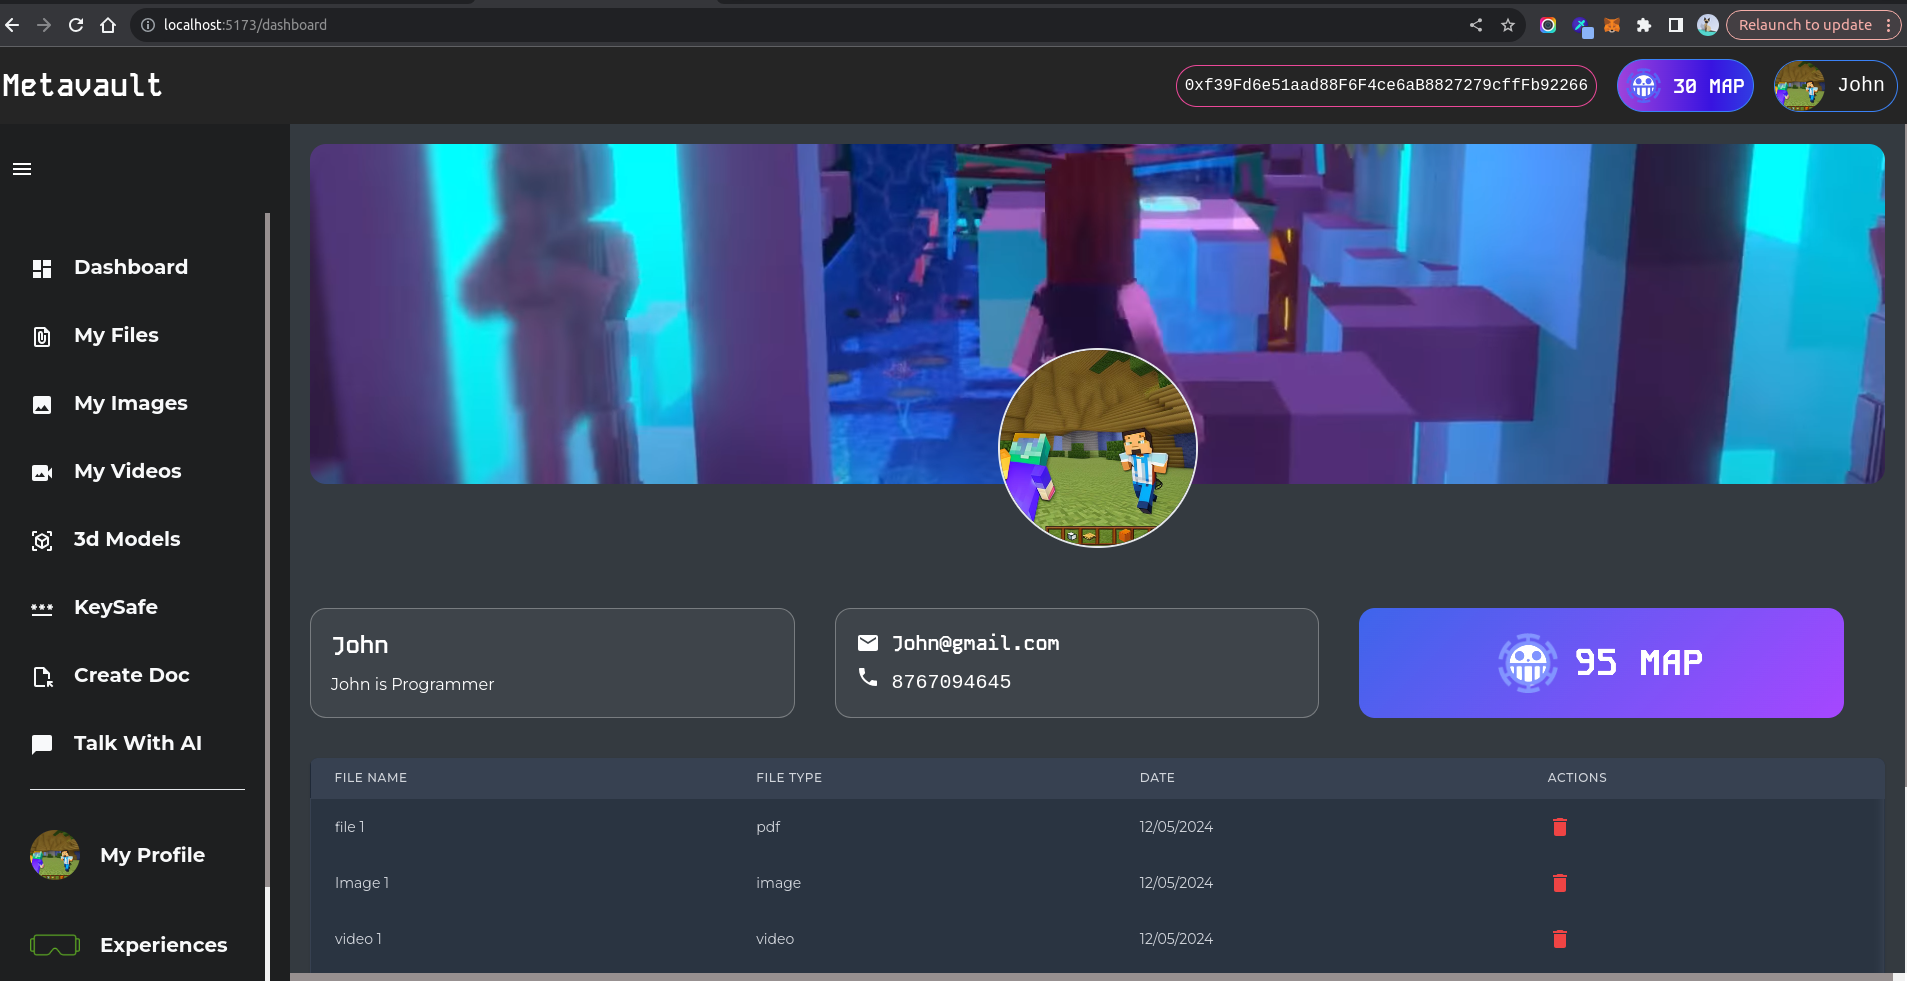 localhost:5173/dashboard
Relaunch to update
Metavault
0xf39Fd6e51aad88F6F4ce6aB8827279cffFb92266
30 MAP
John
Dashboard
My Files
My Images
My Videos
3d Models
KeySafe
Create Doc
Talk With AI
My Profile
Experiences
John
John is Programmer
John@gmail.com
8767094645
95 MAP
FILE NAME FILE TYPE DATE ACTIONS
file 1 pdf 12/05/2024
Image 1 image 12/05/2024
video 1 video 12/05/2024